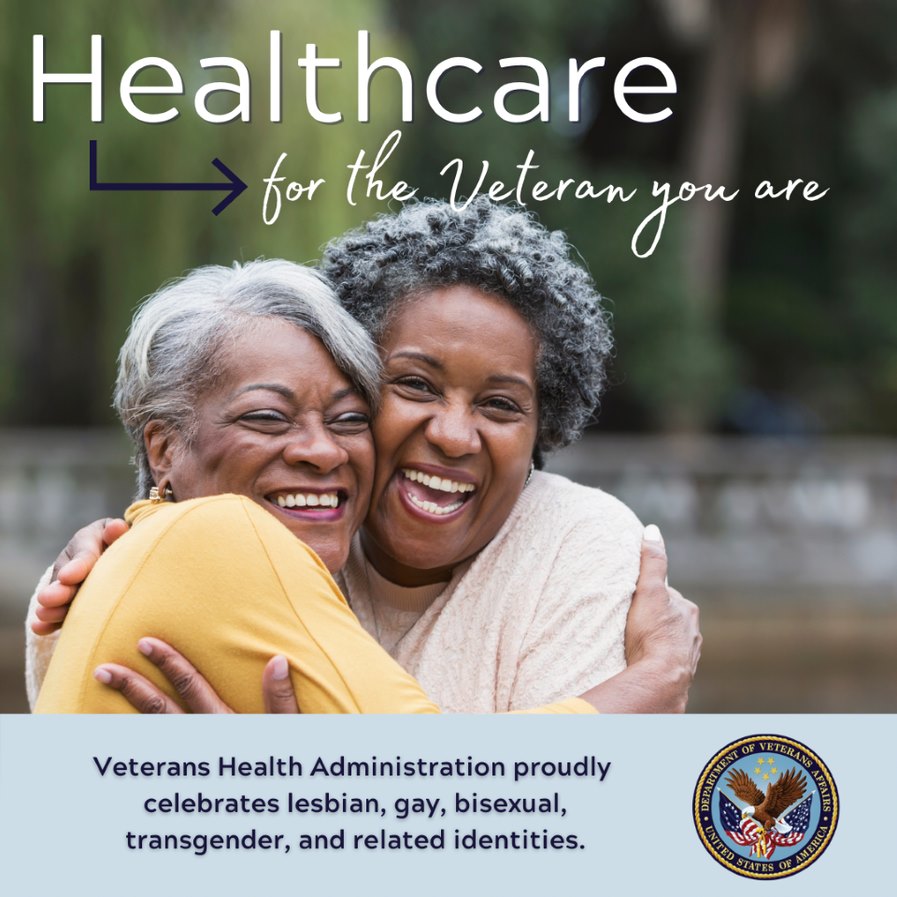 Healthcare
for the Veteran you are
Veterans Health Administration proudly
celebrates lesbian, gay, bisexual,
transgender, and related identities.
DEPARTMENT OF VETERANS AFFAIRS
UNITED STATES OF AMERICA